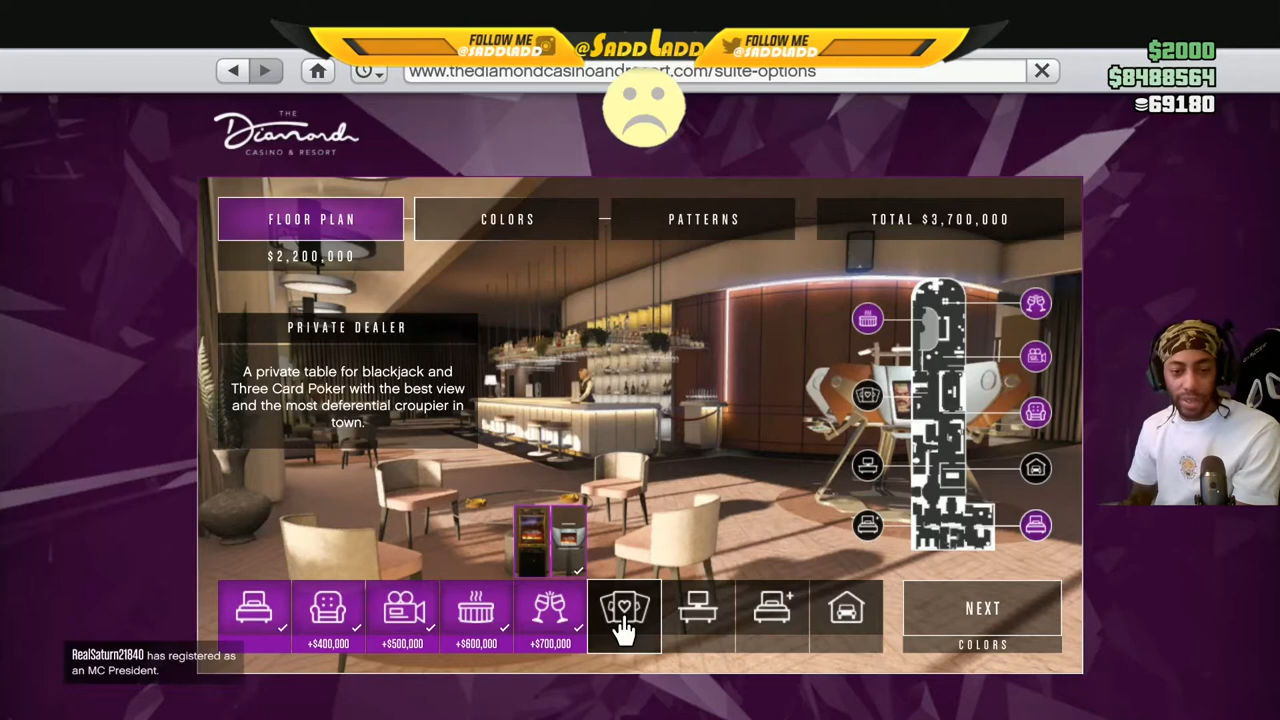 FOLLOW ME
@SADDLADD
@SADDLADD
FOLLOW ME
@SADDLADD
$2000
$8488564
69180
www.thediamondcasinoandresort.com/suite-options
THE
Diamond
CASINO & RESORT
FLOOR PLAN
COLORS
PATTERNS
TOTAL $3,700,000
$2,200,000
PRIVATE DEALER
A private table for blackjack and
Three Card Poker with the best view
and the most deferential croupier in
town.
+$400,000
+$500,000
+$600,000
+$700,000
NEXT
COLORS
RealSaturn21840 has registered as
an MC President.